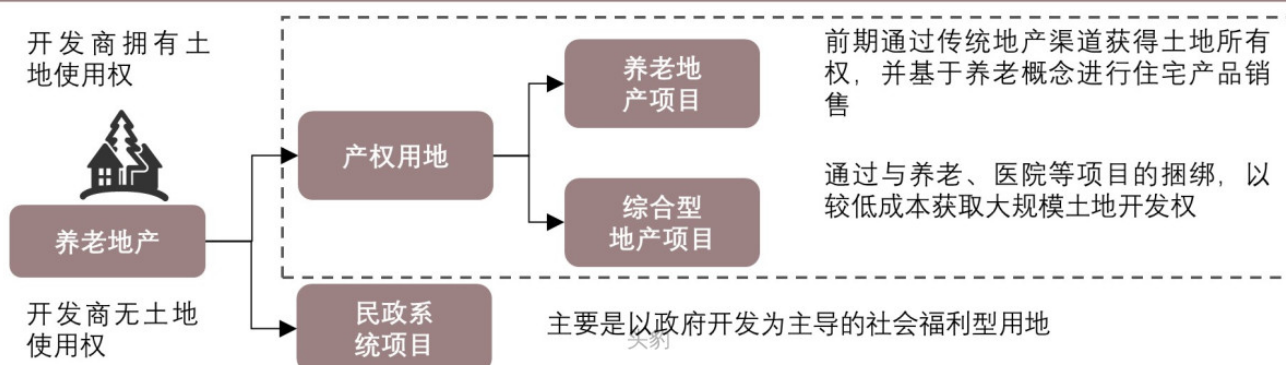 开发商拥有土
地使用权
养老地产
开发商无土地
使用权
产权用地
民政系
统项目
养老地
产项目
综合型
地产项目
前期通过传统地产渠道获得土地所有
权，并基于养老概念进行住宅产品销
售
通过与养老、医院等项目的捆绑，以
较低成本获取大规模土地开发权
主要是以政府开发为主导的社会福利型用地
头豹